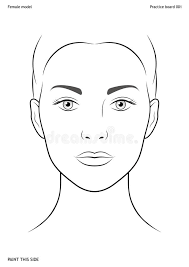 Female model
Practice board 001
PAINT THIS SIDE